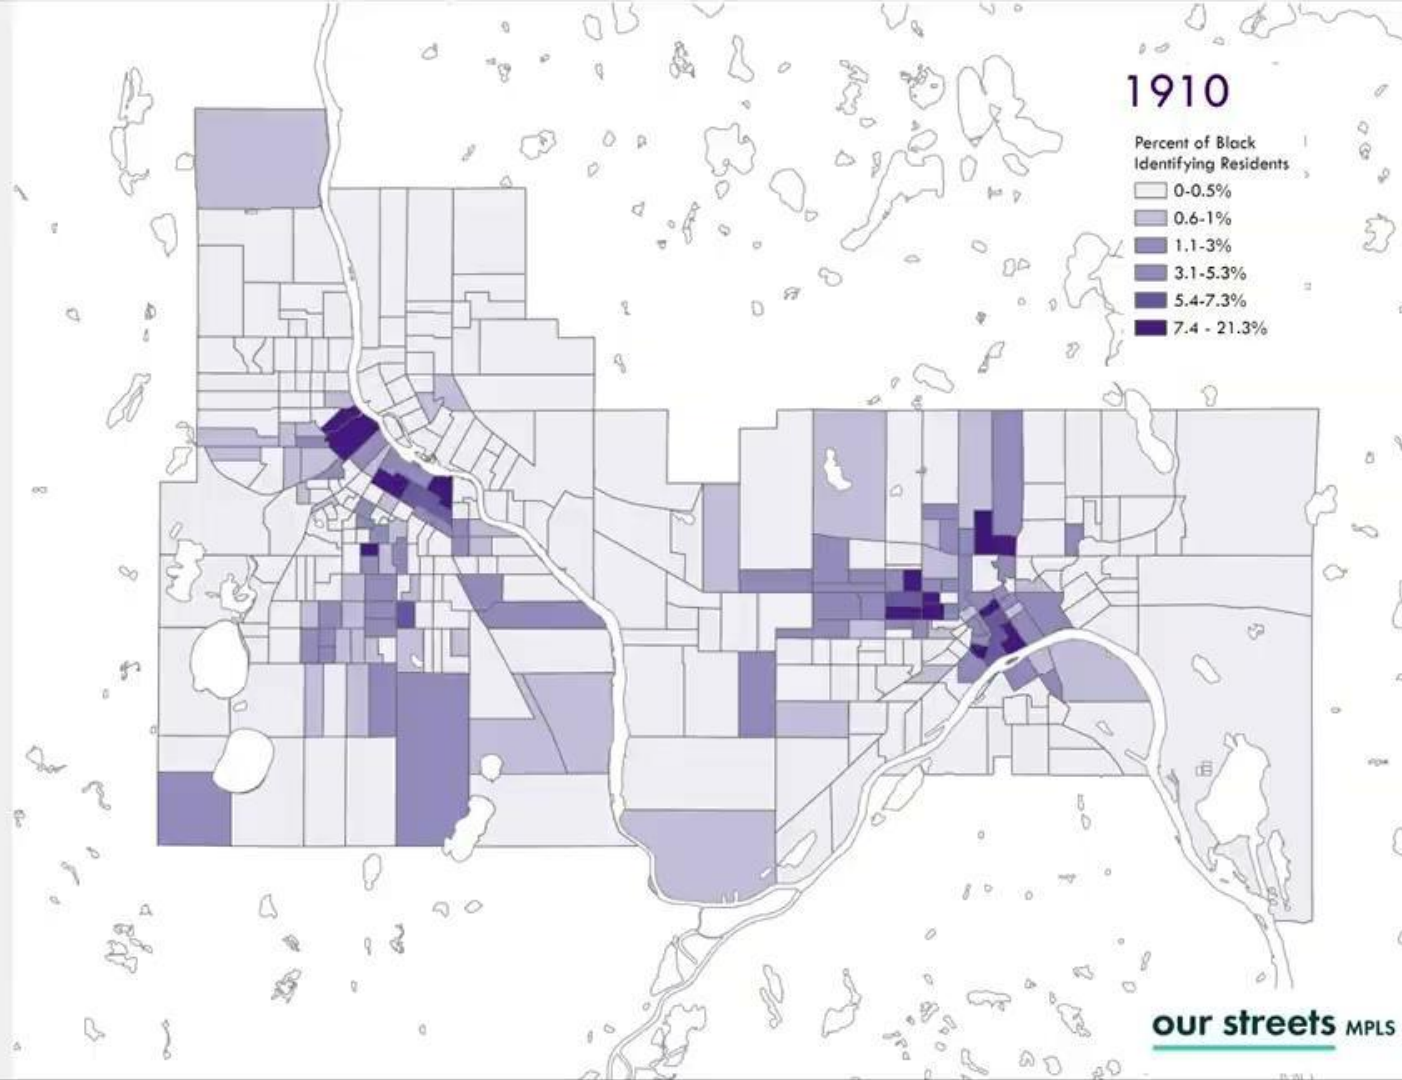 1910
Percent of Black
Identifying Residents
0-0.5%
0.6-1%
1.1-3%
3.1-5.3%
5.4-7.3%
7.4 - 21.3%
our streets MPLS